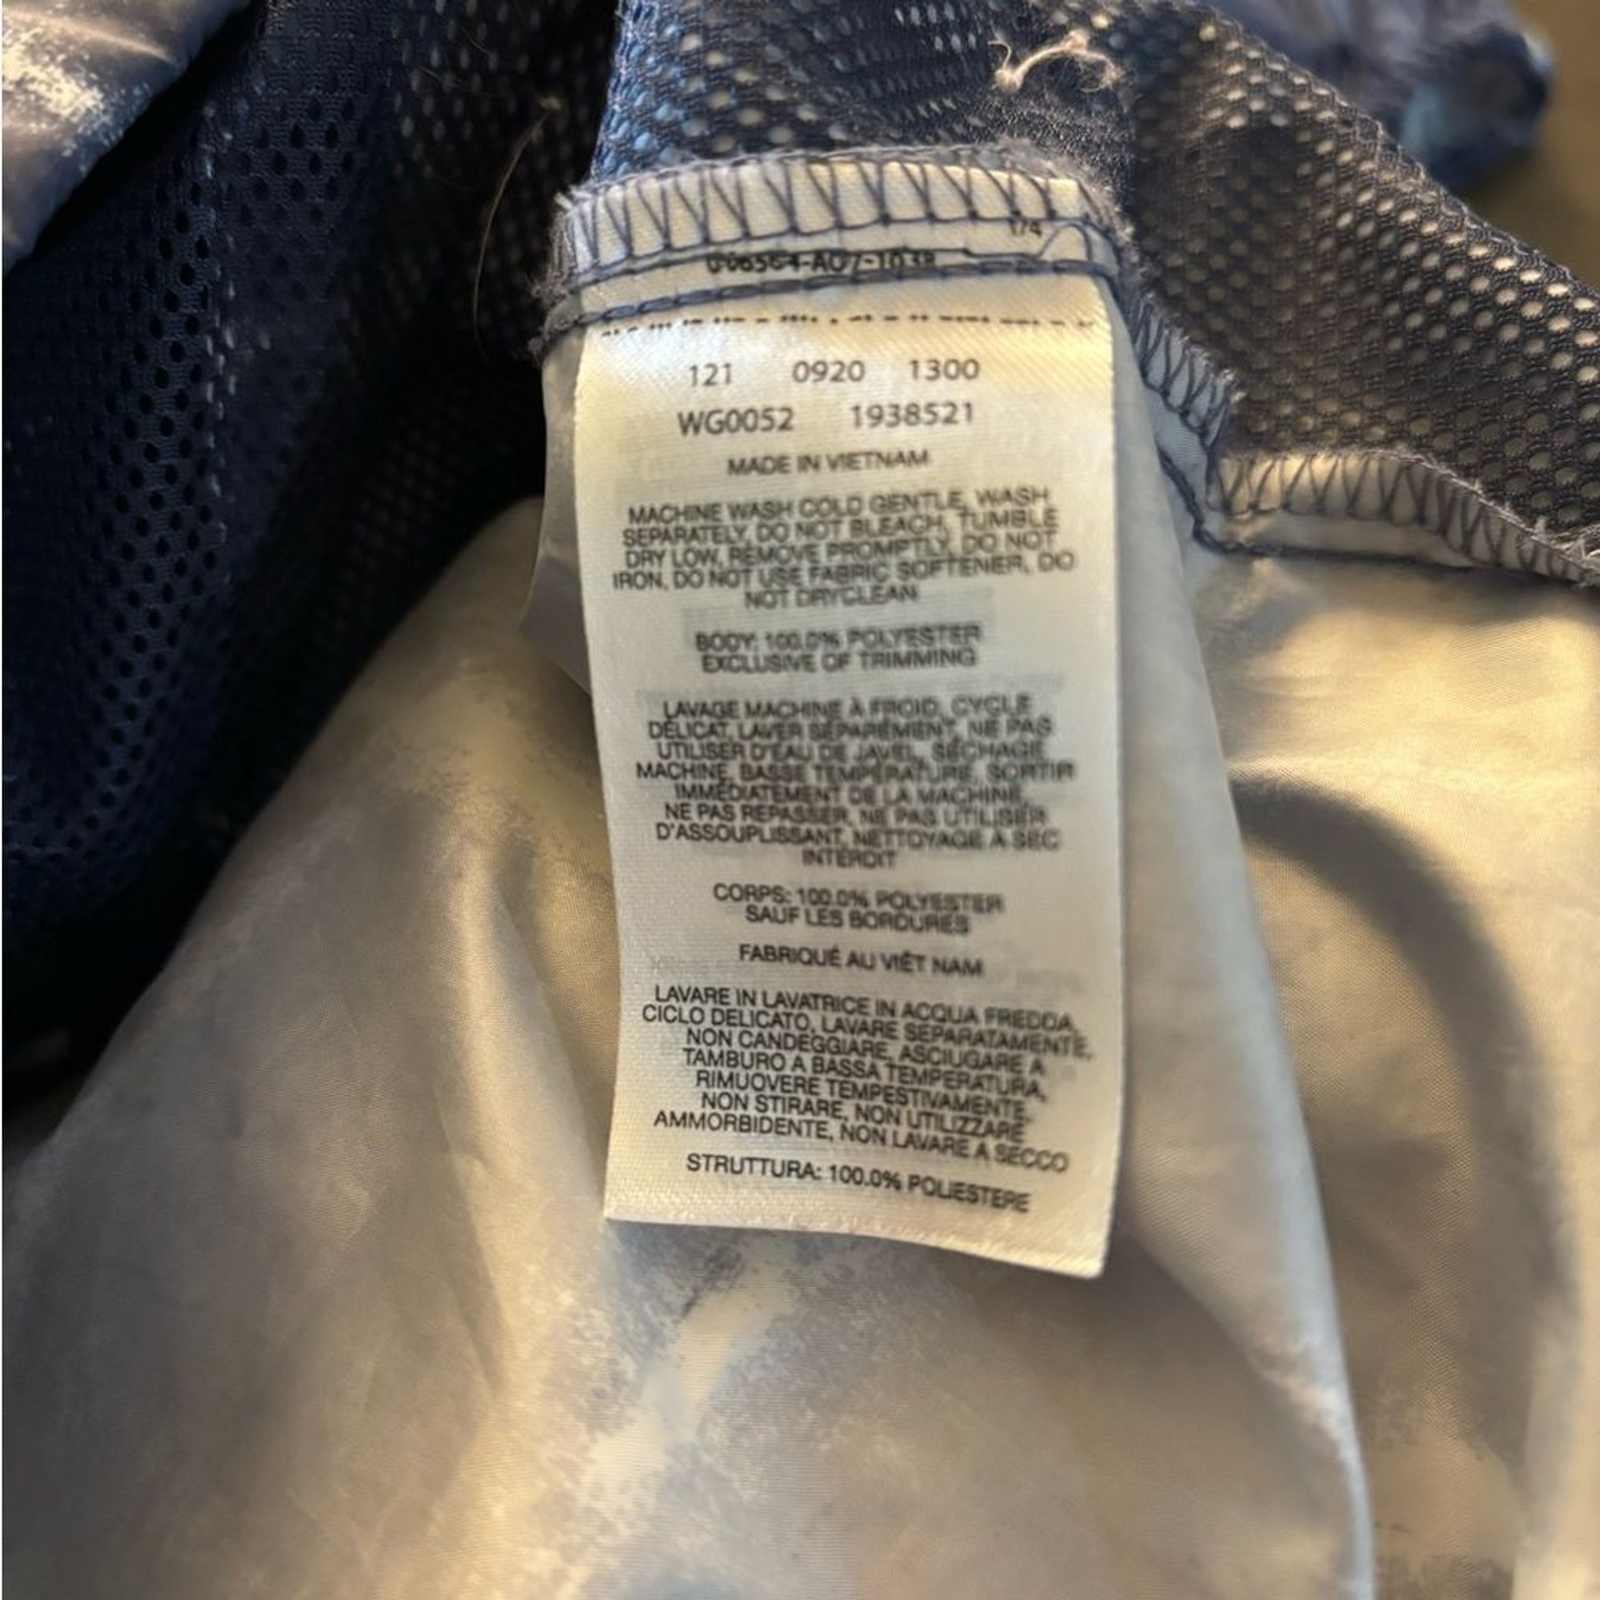 1/4
121 0920 1300
WG0052 1938521
MADE IN VIETNAM
MACHINE WASH COLD GENTLE, WASH
SEPARATELY, DO NOT BLEACH, TUMBLE
DRY LOW, REMOVE PROMPTLY, DO NOT
IRON, DO NOT USE FABRIC SOFTENER, DO
NOT DRYCLEAN
BODY: 100.0% POLYESTER
EXCLUSIVE OF TRIMMING
LAVAGE MACHINE À FROID, CYCLE
DÉLICAT, LAVER SÉPARÉMENT, NE PAS
UTILISER D'EAU DE JAVEL, SÉCHAGE
MACHINE, BASSE TEMPÉRATURE, SORTIR
IMMÉDIATEMENT DE LA MACHINE,
NE PAS REPASSER, NE PAS UTILISER
D'ASSOUPLISSANT, NETTOYAGE À SEC
INTERDIT
CORPS: 100.0% POLYESTER
SAUF LES BORDURES
FABRIQUÉ AU VIÊT NAM
LAVARE IN LAVATRICE IN ACQUA FREDDA,
CICLO DELICATO, LAVARE SEPARATAMENTE,
NON CANDEGGIARE, ASCIUGARE A
TAMBURO A BASSA TEMPERATURA,
RIMUOVERE TEMPESTIVAMENTE,
NON STIRARE, NON UTILIZZARE
AMMORBIDENTE, NON LAVARE A SECCO
STRUTTURA: 100.0% POLIESTERE